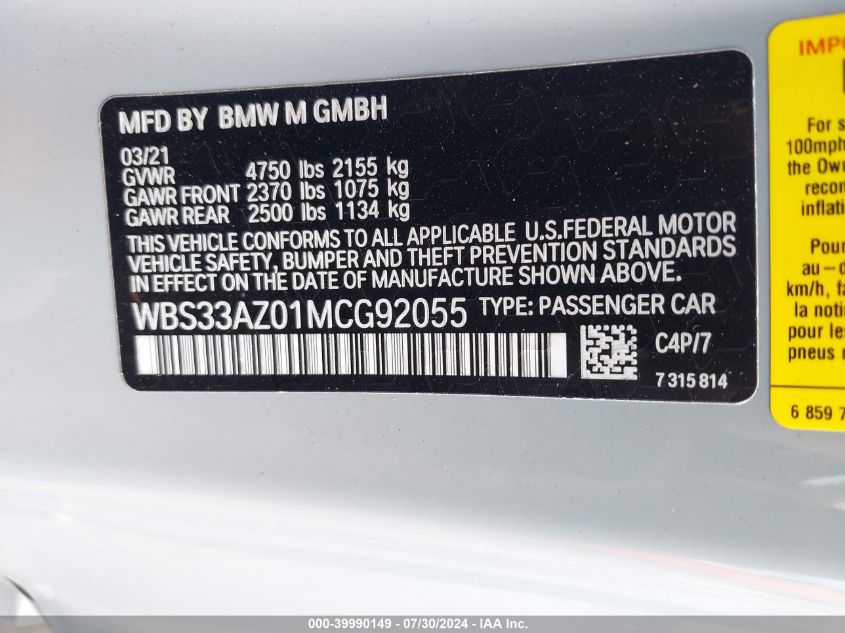 MFD BY BMW M GMBH
03/21
GVWR 4750 lbs 2155 kg
GAWR FRONT 2370 lbs 1075 kg
GAWR REAR 2500 lbs 1134 kg
THIS VEHICLE CONFORMS TO ALL APPLICABLE U.S.FEDERAL MOTOR
VEHICLE SAFETY, BUMPER AND THEFT PREVENTION STANDARDS
IN EFFECT ON THE DATE OF MANUFACTURE SHOWN ABOVE.
WBS33AZ01MCG92055 TYPE: PASSENGER CAR
C4P/7
7 315 814
For s
100mph
the Own
recom
inflati
Pour
au-d
km/h, fa
la notic
pour les
pneus
6 859 7
000-39990149 - 07/30/2024 - IAA Inc.